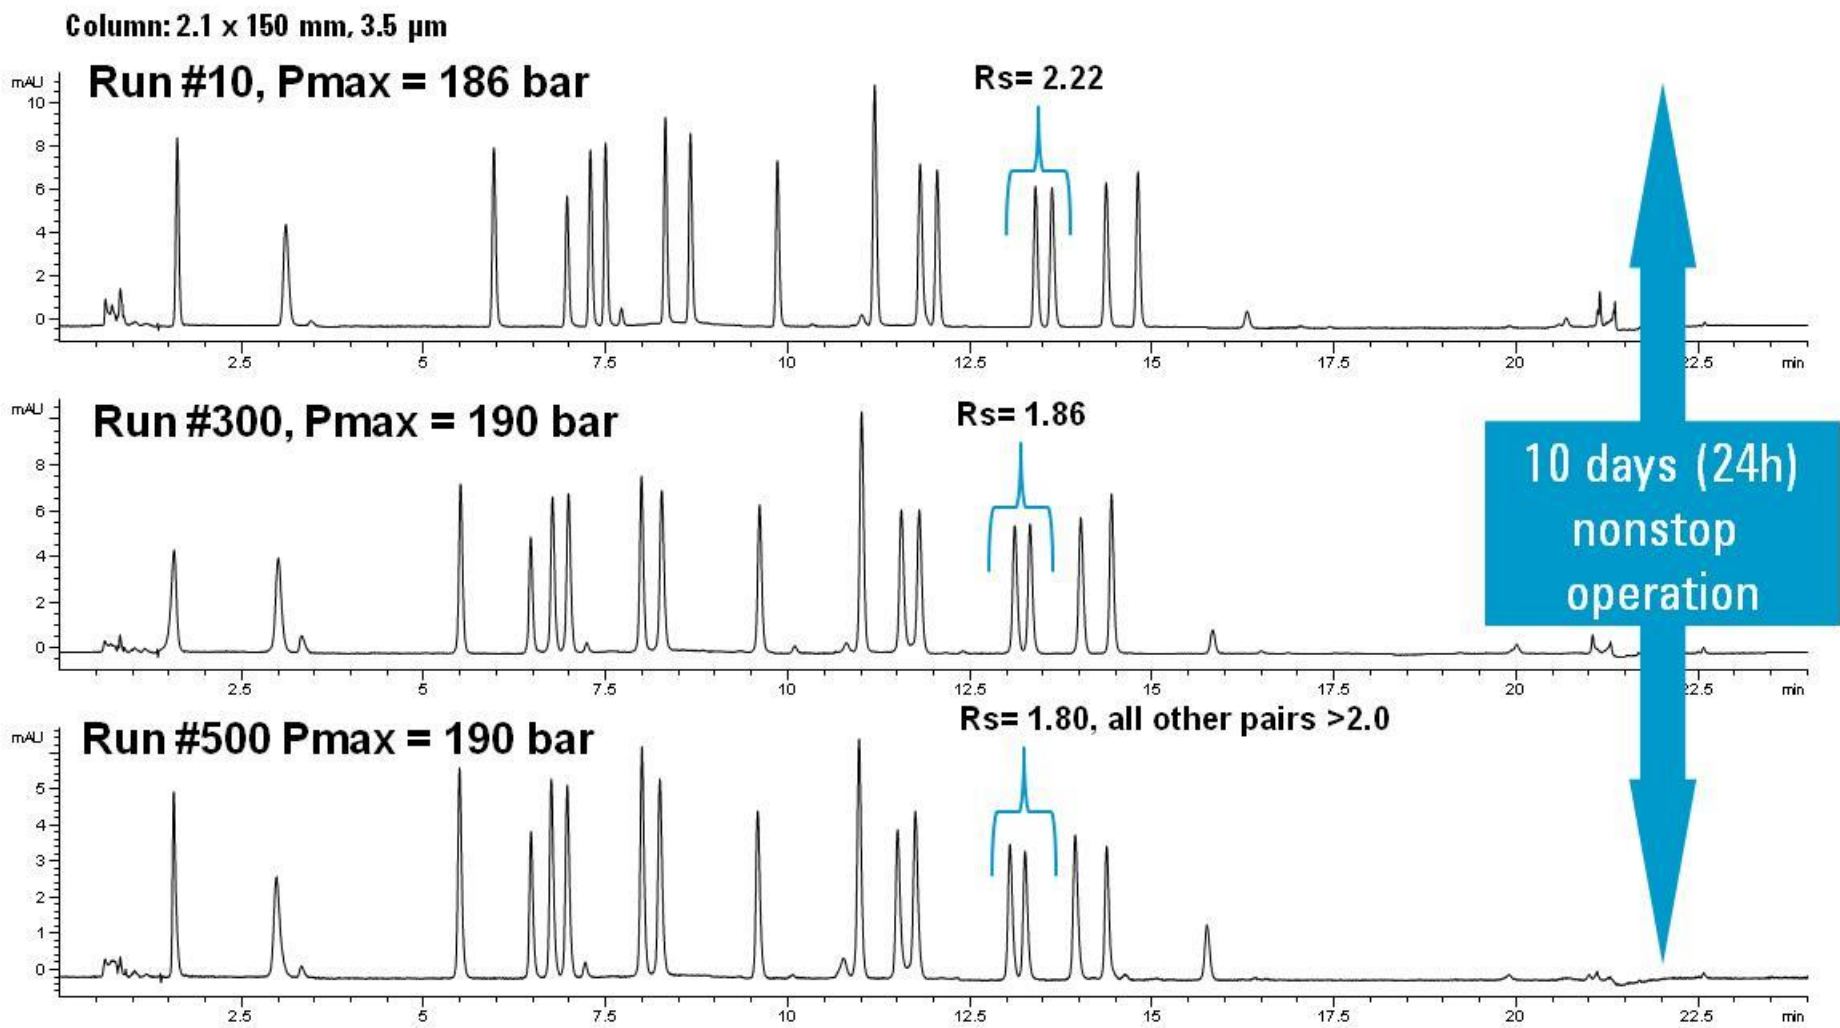 Column: 2.1 x 150 mm, 3.5 µm
Run #10, Pmax = 186 bar
Rs= 2.22
mAU
10
8
6
4
2
0
2.5 5 7.5 10 12.5 15 17.5 20 22.5 min
Run #300, Pmax = 190 bar
Rs= 1.86
mAU
8
6
4
2
0
2.5 5 7.5 10 12.5 15 17.5 20 22.5 min
10 days (24h)
nonstop
operation
Run #500 Pmax = 190 bar
Rs= 1.80, all other pairs >2.0
mAU
5
4
3
2
1
0
2.5 5 7.5 10 12.5 15 17.5 20 22.5 min